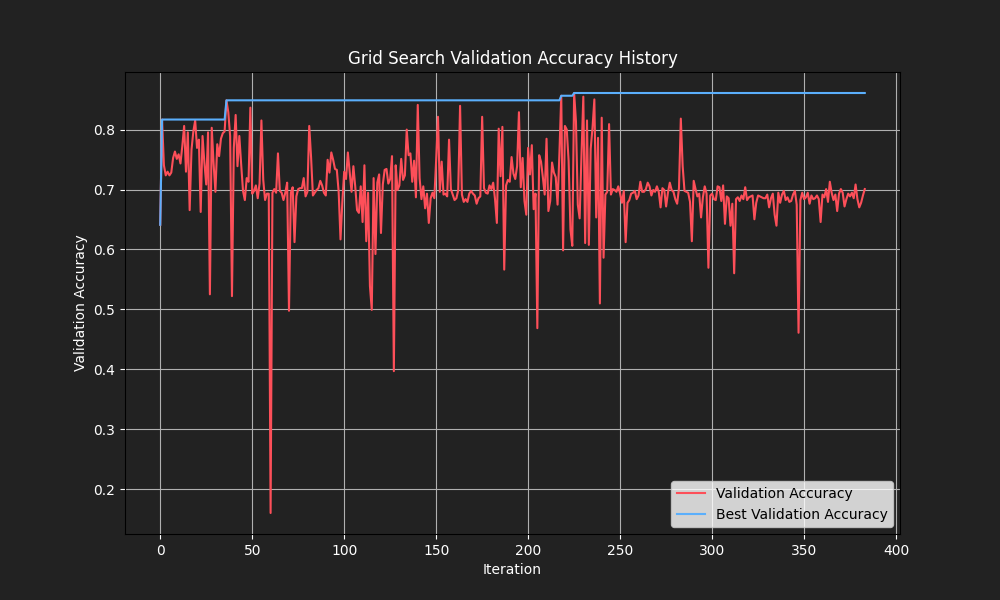 Grid Search Validation Accuracy History
Validation Accuracy
0.8
0.7
0.6
0.5
0.4
0.3
0.2
Validation Accuracy
Best Validation Accuracy
0 50 100 150 200 250 300 350 400
Iteration